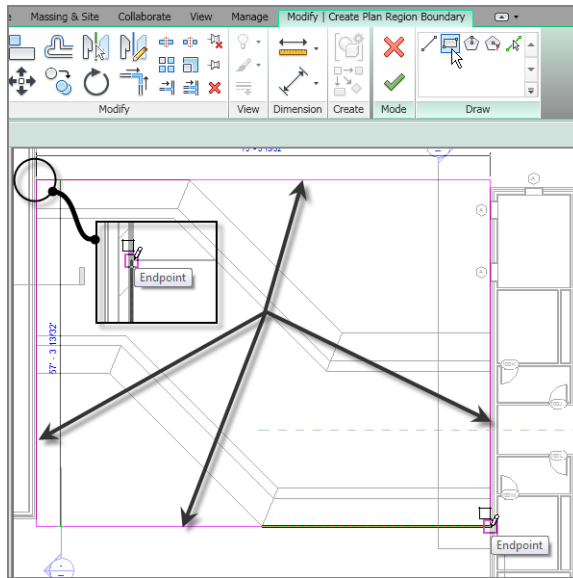 Massing & Site Collaborate View Manage Modify | Create Plan Region Boundary
Modify View Dimension Create Mode Draw
Endpoint
57' - 3 13/32"
A
A
A
Endpoint